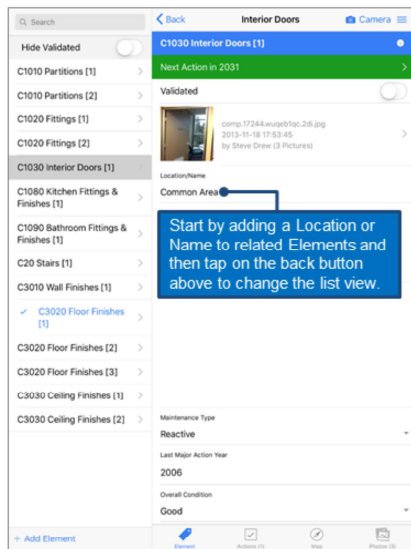 Search
Hide Validated
C1010 Partitions [1]
C1010 Partitions [2]
C1020 Fittings [1]
C1020 Fittings [2]
C1030 Interior Doors [1]
C1080 Kitchen Fittings &
Finishes [1]
C1090 Bathroom Fittings &
Finishes [1]
C20 Stairs [1]
C3010 Wall Finishes [1]
C3020 Floor Finishes
[1]
C3020 Floor Finishes [2]
C3020 Floor Finishes [3]
C3030 Ceiling Finishes [1]
C3030 Ceiling Finishes [2]
+ Add Element
Back
Interior Doors
Camera
C1030 Interior Doors [1]
Next Action in 2031
Validated
comp.17244.wuqeb1qc.2di.jpg
2013-11-18 17:53:45
by Steve Drew (3 Pictures)
Location/Name
Common Area
Start by adding a Location or
Name to related Elements and
then tap on the back button
above to change the list view.
Maintenance Type
Reactive
Last Major Action Year
2006
Overall Condition
Good
Element
Actions (1)
Map
Photos (3)